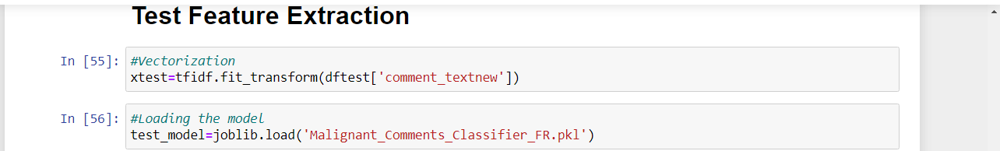 Test Feature Extraction
In [55]: #Vectorization
xtest=tfidf.fit_transform(dftest['comment_textnew'])
In [56]: #Loading the model
test_model=joblib.load('Malignant_Comments_Classifier_FR.pkl')